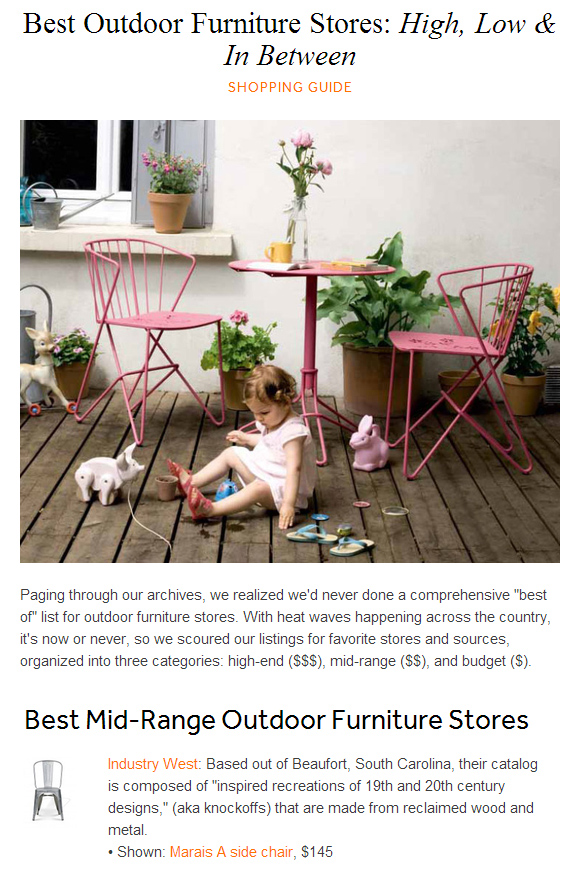 Best Outdoor Furniture Stores: High, Low &
In Between
SHOPPING GUIDE
Paging through our archives, we realized we'd never done a comprehensive "best
of" list for outdoor furniture stores. With heat waves happening across the country,
it's now or never, so we scoured our listings for favorite stores and sources,
organized into three categories: high-end ($$$), mid-range ($$), and budget ($).
Best Mid-Range Outdoor Furniture Stores
Industry West: Based out of Beaufort, South Carolina, their catalog
is composed of "inspired recreations of 19th and 20th century
designs," (aka knockoffs) that are made from reclaimed wood and
metal.
• Shown: Marais A side chair, $145